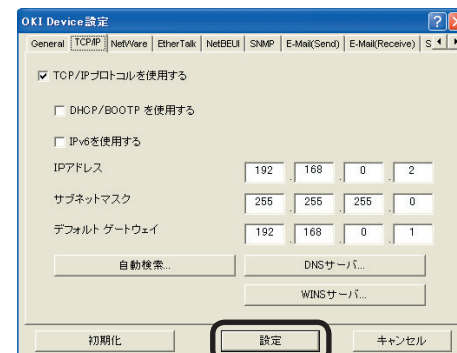 OKI Device設定
General TCP/IP NetWare EtherTalk NetBEUI SNMP E-Mail(Send) E-Mail(Receive) S
TCP/IPプロトコルを使用する
DHCP/BOOTP を使用する
IPv6を使用する
IPアドレス 192 . 168 . 0 . 2
サブネットマスク 255 . 255 . 255 . 0
デフォルト ゲートウェイ 192 . 168 . 0 . 1
自動検索... DNSサーバ...
WINSサーバ...
初期化 設定 キャンセル